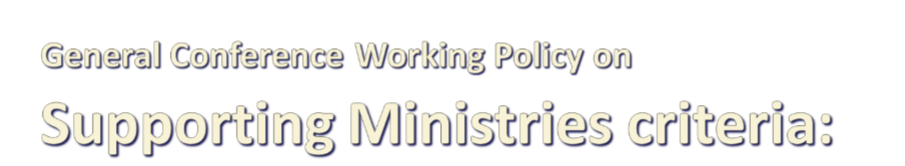 General Conference Working Policy on
Supporting Ministries criteria: